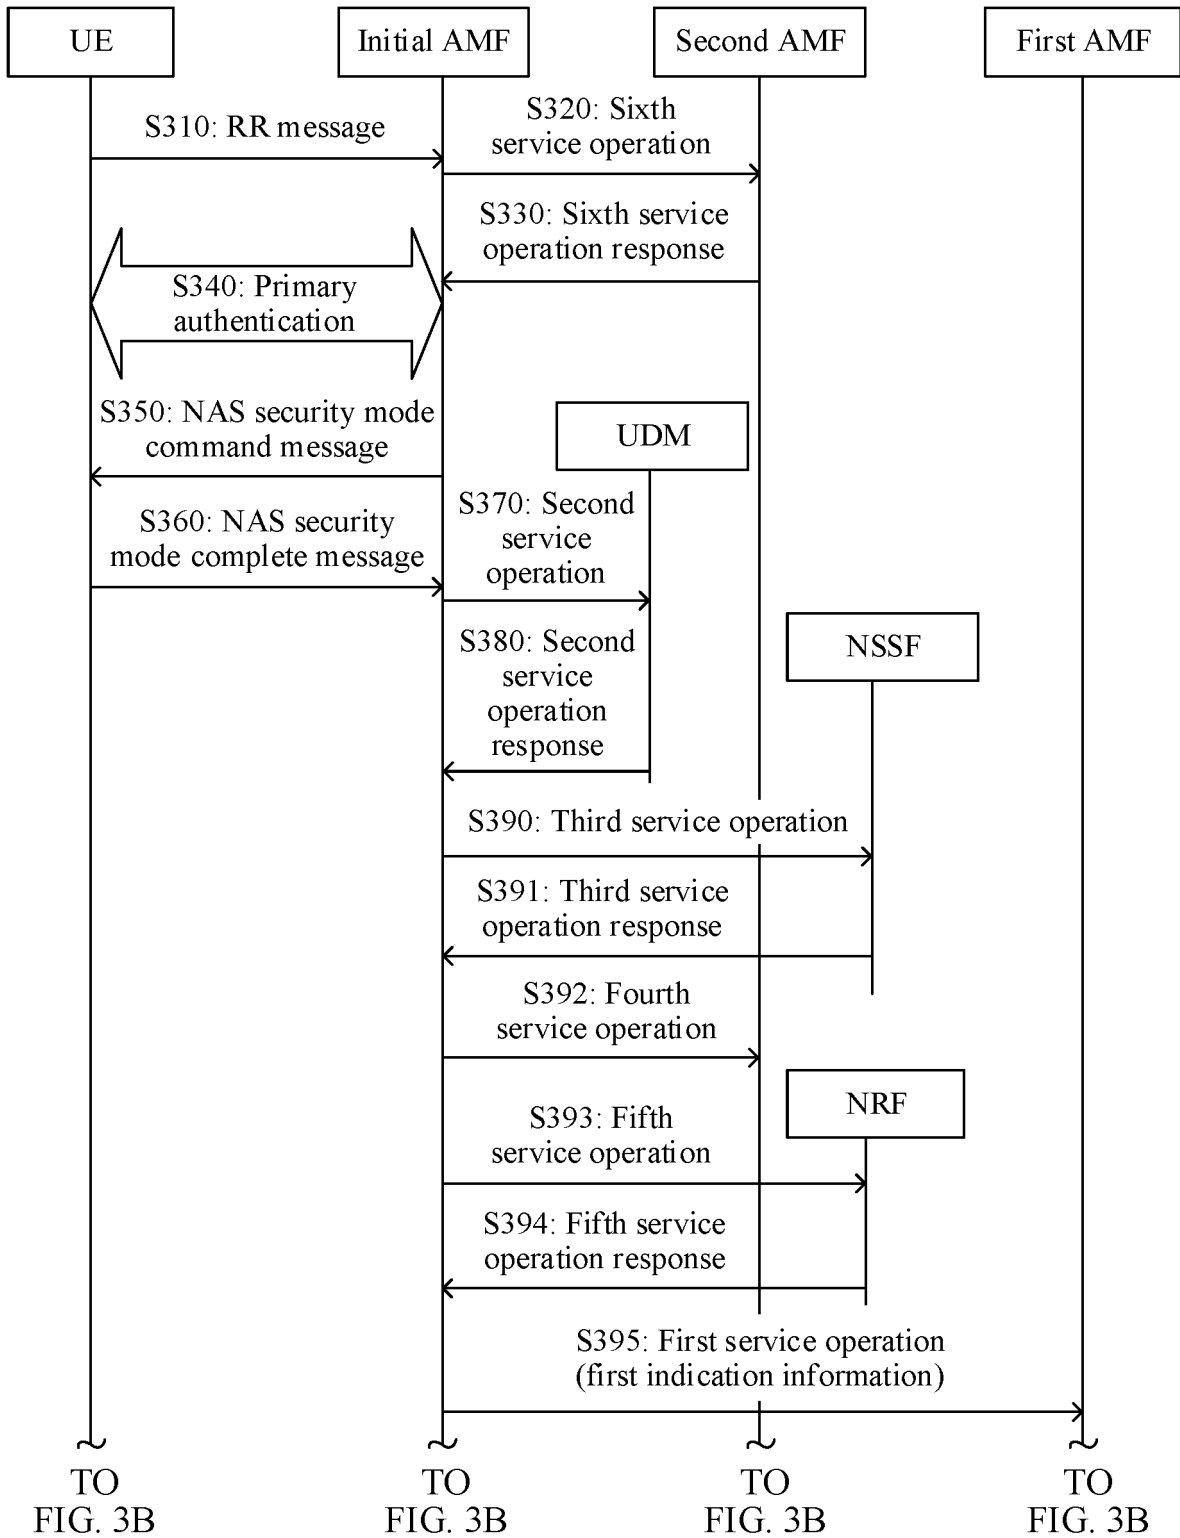 UE
Initial AMF
Second AMF
First AMF
S310: RR message
S320: Sixth
service operation
S330: Sixth service
operation response
S340: Primary
authentication
S350: NAS security mode
command message
UDM
S360: NAS security
mode complete message
S370: Second
service
operation
S380: Second
service
operation
response
NSSF
S390: Third service operation
S391: Third service
operation response
S392: Fourth
service operation
NRF
S393: Fifth
service operation
S394: Fifth service
operation response
S395: First service operation
(first indication information)
TO
FIG. 3B
TO
FIG. 3B
TO
FIG. 3B
TO
FIG. 3B